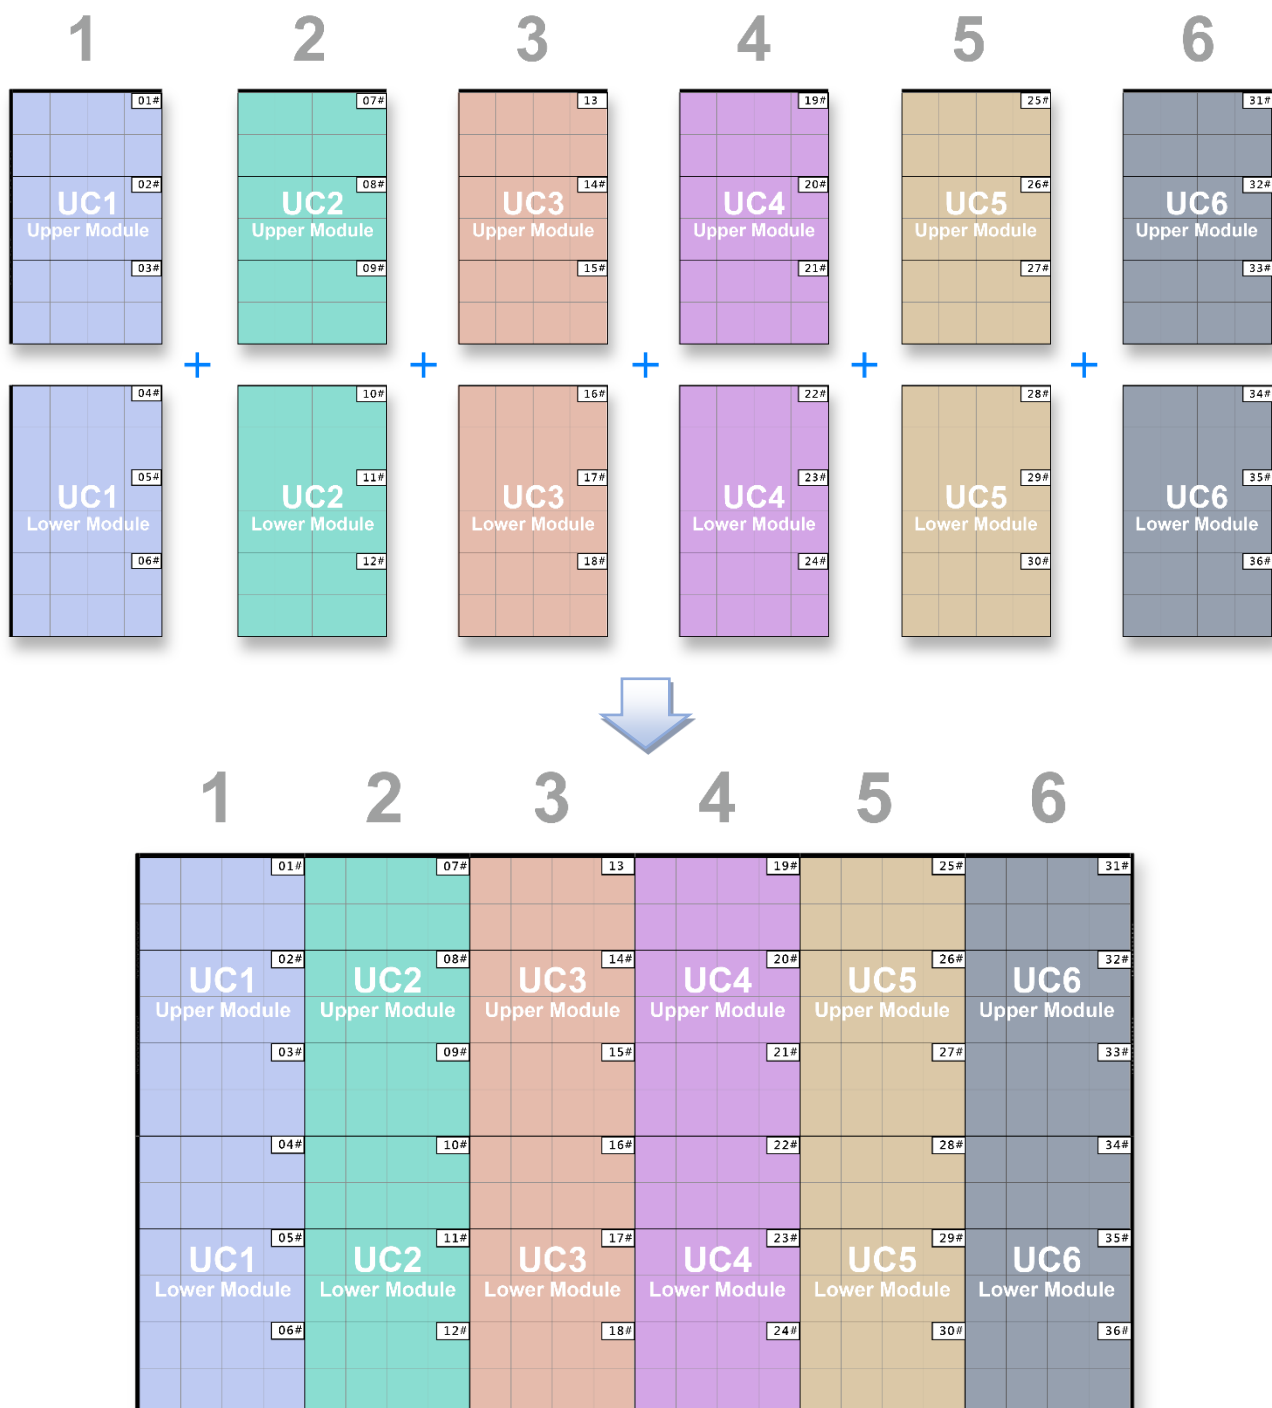 1 2 3 4 5 6
01# 07# 13 19# 25# 31#
02# 08# 14# 20# 26# 32#
UC1 UC2 UC3 UC4 UC5 UC6
Upper Module Upper Module Upper Module Upper Module Upper Module Upper Module
03# 09# 15# 21# 27# 33#
+ + + + +
04# 10# 16# 22# 28# 34#
05# 11# 17# 23# 29# 35#
UC1 UC2 UC3 UC4 UC5 UC6
Lower Module Lower Module Lower Module Lower Module Lower Module Lower Module
06# 12# 18# 24# 30# 36#
1 2 3 4 5 6
01# 07# 13 19# 25# 31#
02# 08# 14# 20# 26# 32#
UC1 UC2 UC3 UC4 UC5 UC6
Upper Module Upper Module Upper Module Upper Module Upper Module Upper Module
03# 09# 15# 21# 27# 33#
04# 10# 16# 22# 28# 34#
05# 11# 17# 23# 29# 35#
UC1 UC2 UC3 UC4 UC5 UC6
Lower Module Lower Module Lower Module Lower Module Lower Module Lower Module
06# 12# 18# 24# 30# 36#